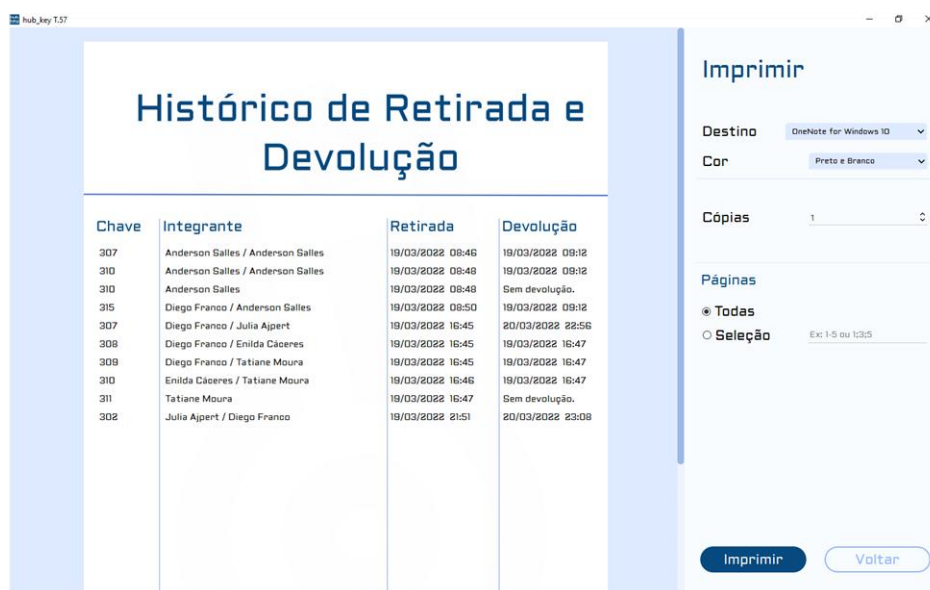 hub_key T.57
Histórico de Retirada e
Devolução
Chave Integrante Retirada Devolução
307 Anderson Salles / Anderson Salles 19/03/2022 08:46 19/03/2022 09:12
310 Anderson Salles / Anderson Salles 19/03/2022 08:48 19/03/2022 09:12
310 Anderson Salles 19/03/2022 08:48 Sem devolução.
315 Diego Franco / Anderson Salles 19/03/2022 08:50 19/03/2022 09:12
307 Diego Franco / Julia Ajpert 19/03/2022 16:45 20/03/2022 22:56
308 Diego Franco / Enilda Cáceres 19/03/2022 16:45 19/03/2022 16:47
309 Diego Franco / Tatiane Moura 19/03/2022 16:45 19/03/2022 16:47
310 Enilda Cáceres / Tatiane Moura 19/03/2022 16:46 19/03/2022 16:47
311 Tatiane Moura 19/03/2022 16:47 Sem devolução.
302 Julia Ajpert / Diego Franco 19/03/2022 21:51 20/03/2022 23:08
Imprimir
Destino OneNote for Windows 10
Cor Preto e Branco
Cópias 1
Páginas
Todas
Seleção Ex: 1-5 ou 1;3;5
Imprimir Voltar